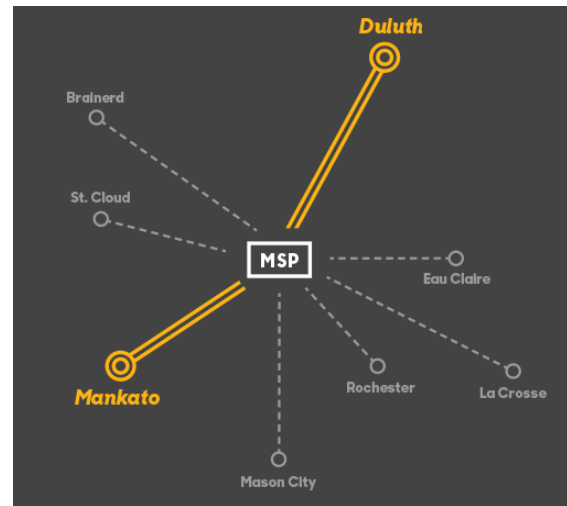 Duluth
Brainerd
St. Cloud
MSP
Eau Claire
Mankato
Rochester
La Crosse
Mason City